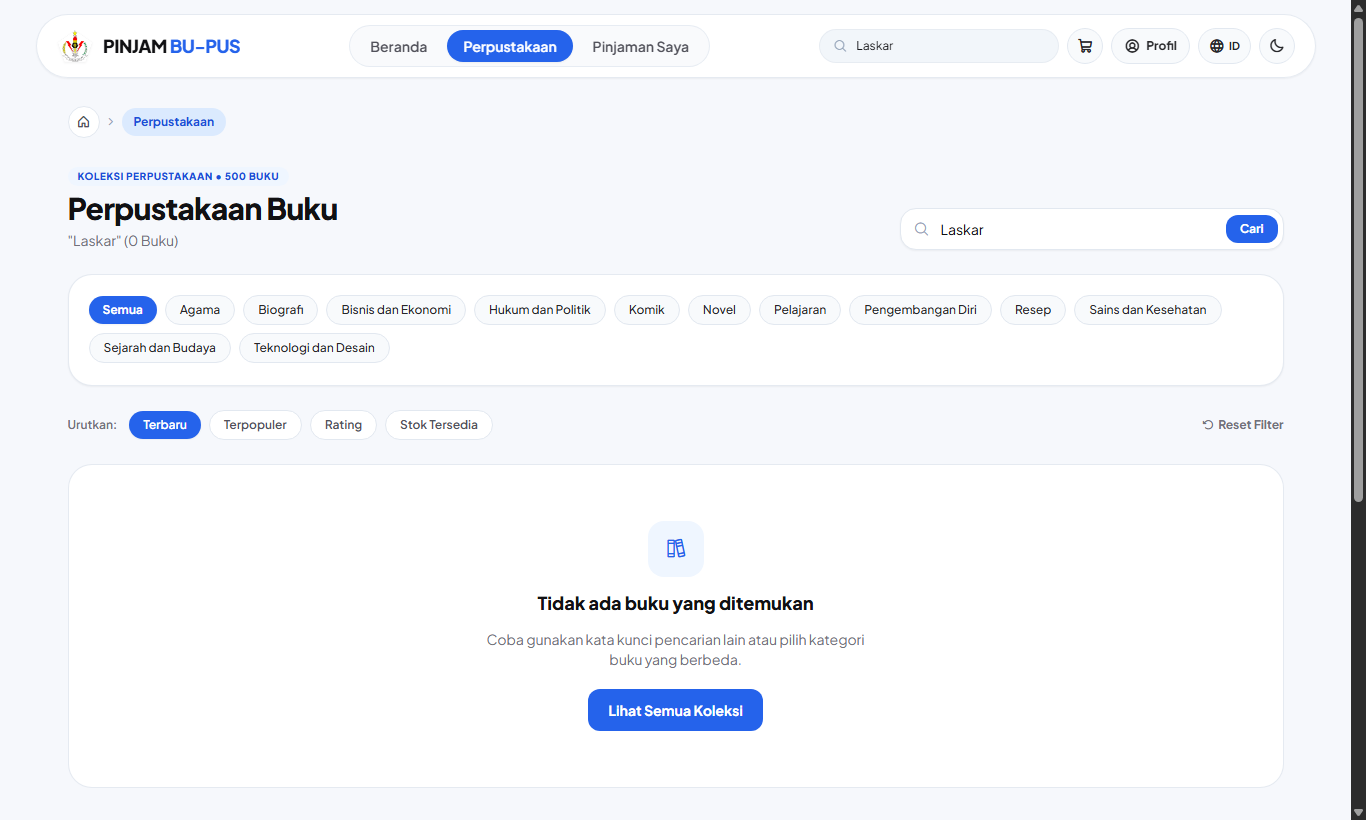 PINJAM BU-PUS
Beranda
Perpustakaan
Pinjaman Saya
Laskar
Profil
ID
Perpustakaan
KOLEKSI PERPUSTAKAAN • 500 BUKU
Perpustakaan Buku
"Laskar" (0 Buku)
Laskar
Cari
Semua
Agama
Biografi
Bisnis dan Ekonomi
Hukum dan Politik
Komik
Novel
Pelajaran
Pengembangan Diri
Resep
Sains dan Kesehatan
Sejarah dan Budaya
Teknologi dan Desain
Urutkan:
Terbaru
Terpopuler
Rating
Stok Tersedia
Reset Filter
Tidak ada buku yang ditemukan
Coba gunakan kata kunci pencarian lain atau pilih kategori
buku yang berbeda.
Lihat Semua Koleksi